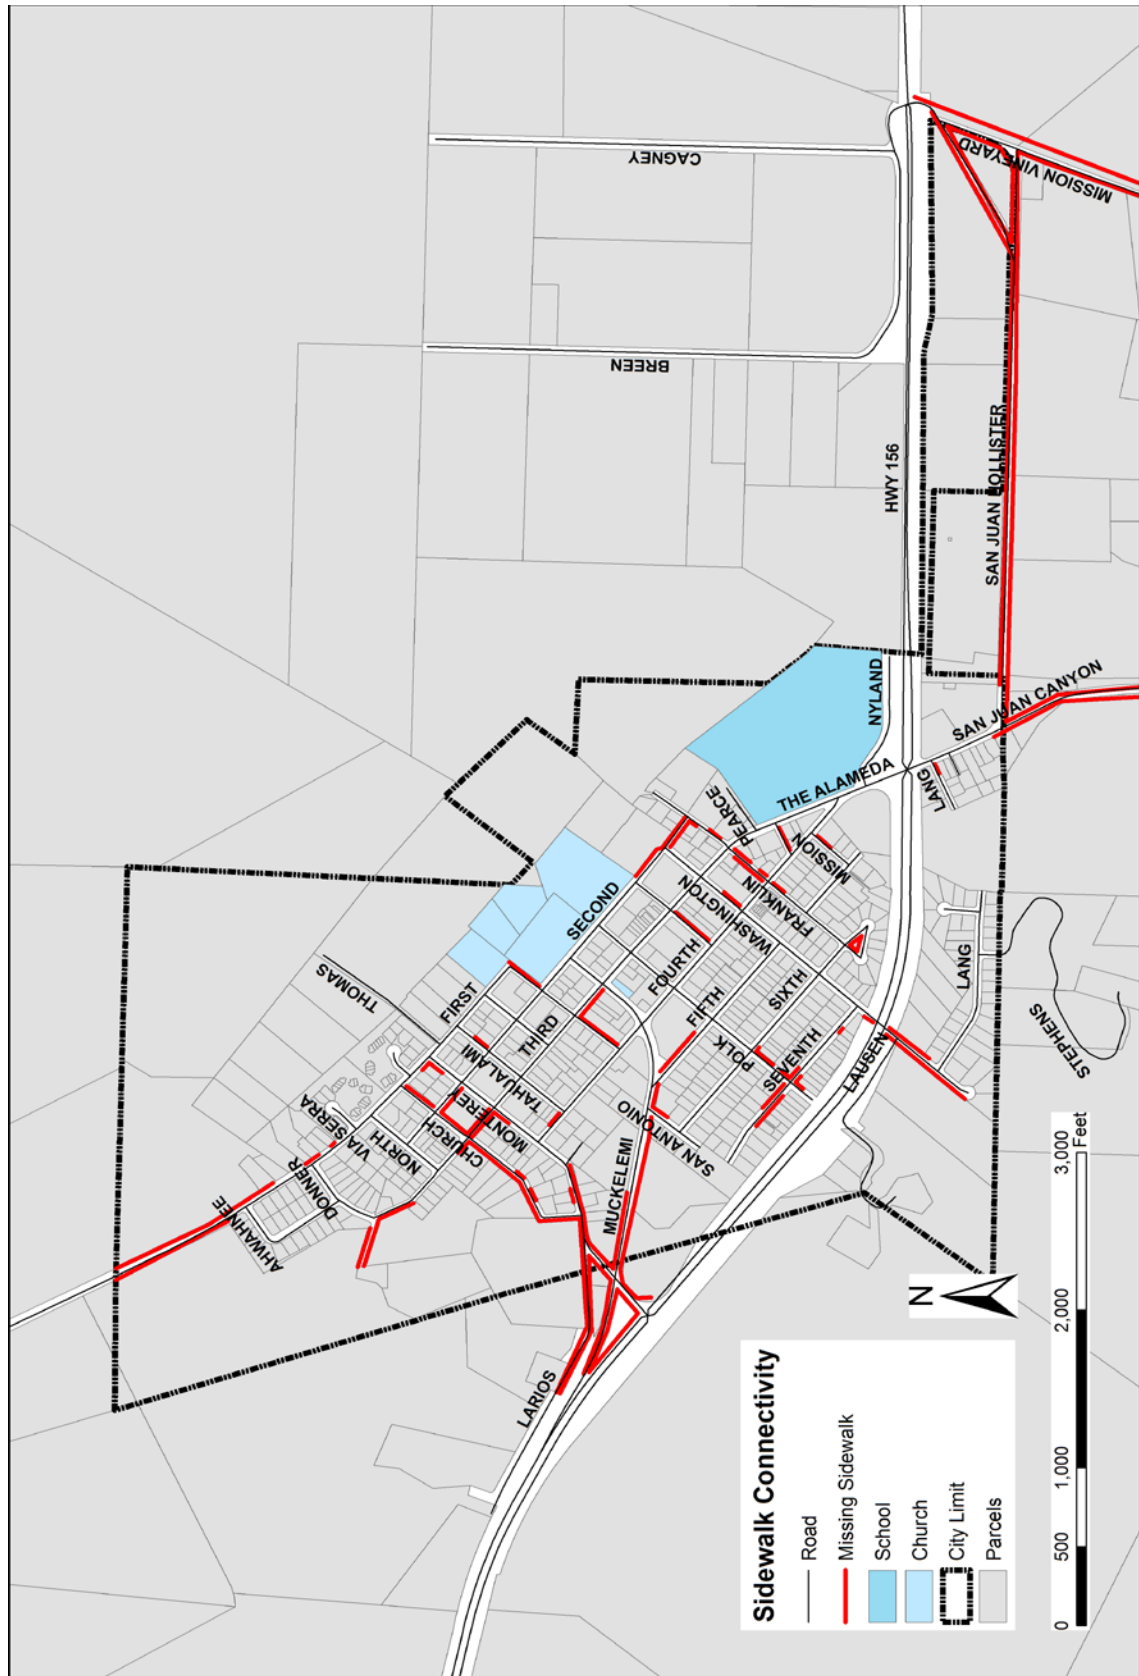 CAGNEY
MISSION VINEYARD
BREEN
HWY 156
SAN JUAN HOLLISTER
NYLAND
SAN JUAN CANYON
THE ALAMEDA
LANG
PEARCE
MISSION
FRANKLIN
WASHINGTON
SECOND
FOURTH
FIFTH
SIXTH
LANG
STEPHENS
THOMAS
FIRST
THIRD
TAHUALAMI
POLK
SEVENTH
LAUSEN
VIA SERRA
NORTH
CHURCH
MONTEREY
SAN ANTONIO
MUCKELEMI
DONNER
AHWAHNEE
LARIOS
N
Sidewalk Connectivity
Road
Missing Sidewalk
School
Church
City Limit
Parcels
0 500 1,000 2,000 3,000
Feet